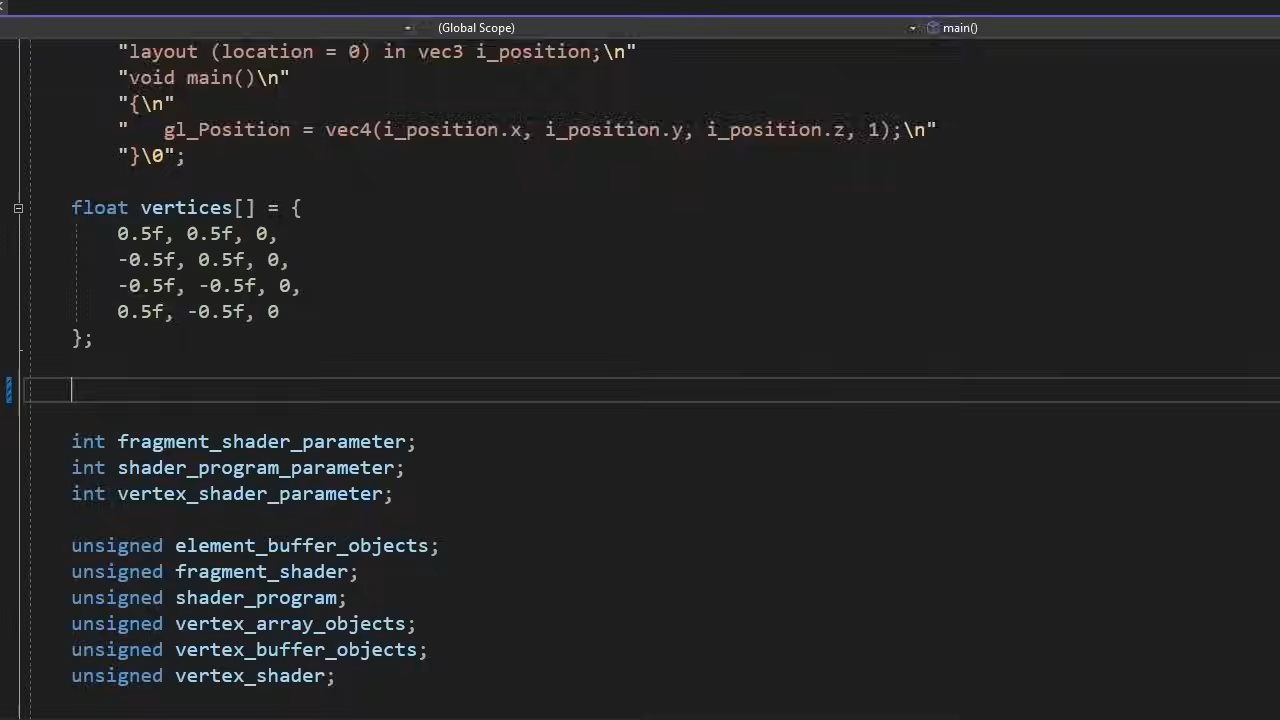 (Global Scope) main()
"layout (location = 0) in vec3 i_position;\n"
"void main()\n"
"{\n"
"   gl_Position = vec4(i_position.x, i_position.y, i_position.z, 1);\n"
"}\0";
float vertices[] = {
0.5f, 0.5f, 0,
-0.5f, 0.5f, 0,
-0.5f, -0.5f, 0,
0.5f, -0.5f, 0
};
int fragment_shader_parameter;
int shader_program_parameter;
int vertex_shader_parameter;
unsigned element_buffer_objects;
unsigned fragment_shader;
unsigned shader_program;
unsigned vertex_array_objects;
unsigned vertex_buffer_objects;
unsigned vertex_shader;